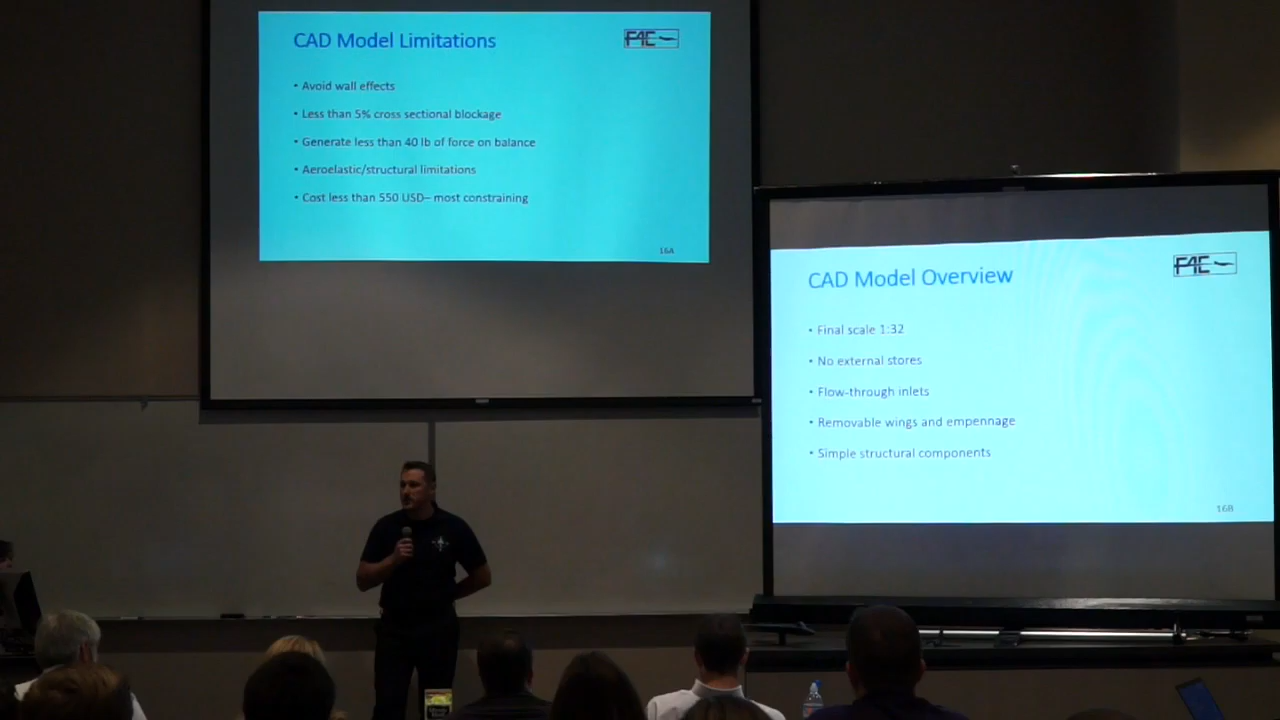 CAD Model Limitations
F4E
• Avoid wall effects
• Less than 5% cross sectional blockage
• Generate less than 40 lb of force on balance
• Aeroelastic/structural limitations
• Cost less than 550 USD– most constraining
16A
CAD Model Overview
F4E
• Final scale 1:32
• No external stores
• Flow-through inlets
• Removable wings and empennage
• Simple structural components
16B